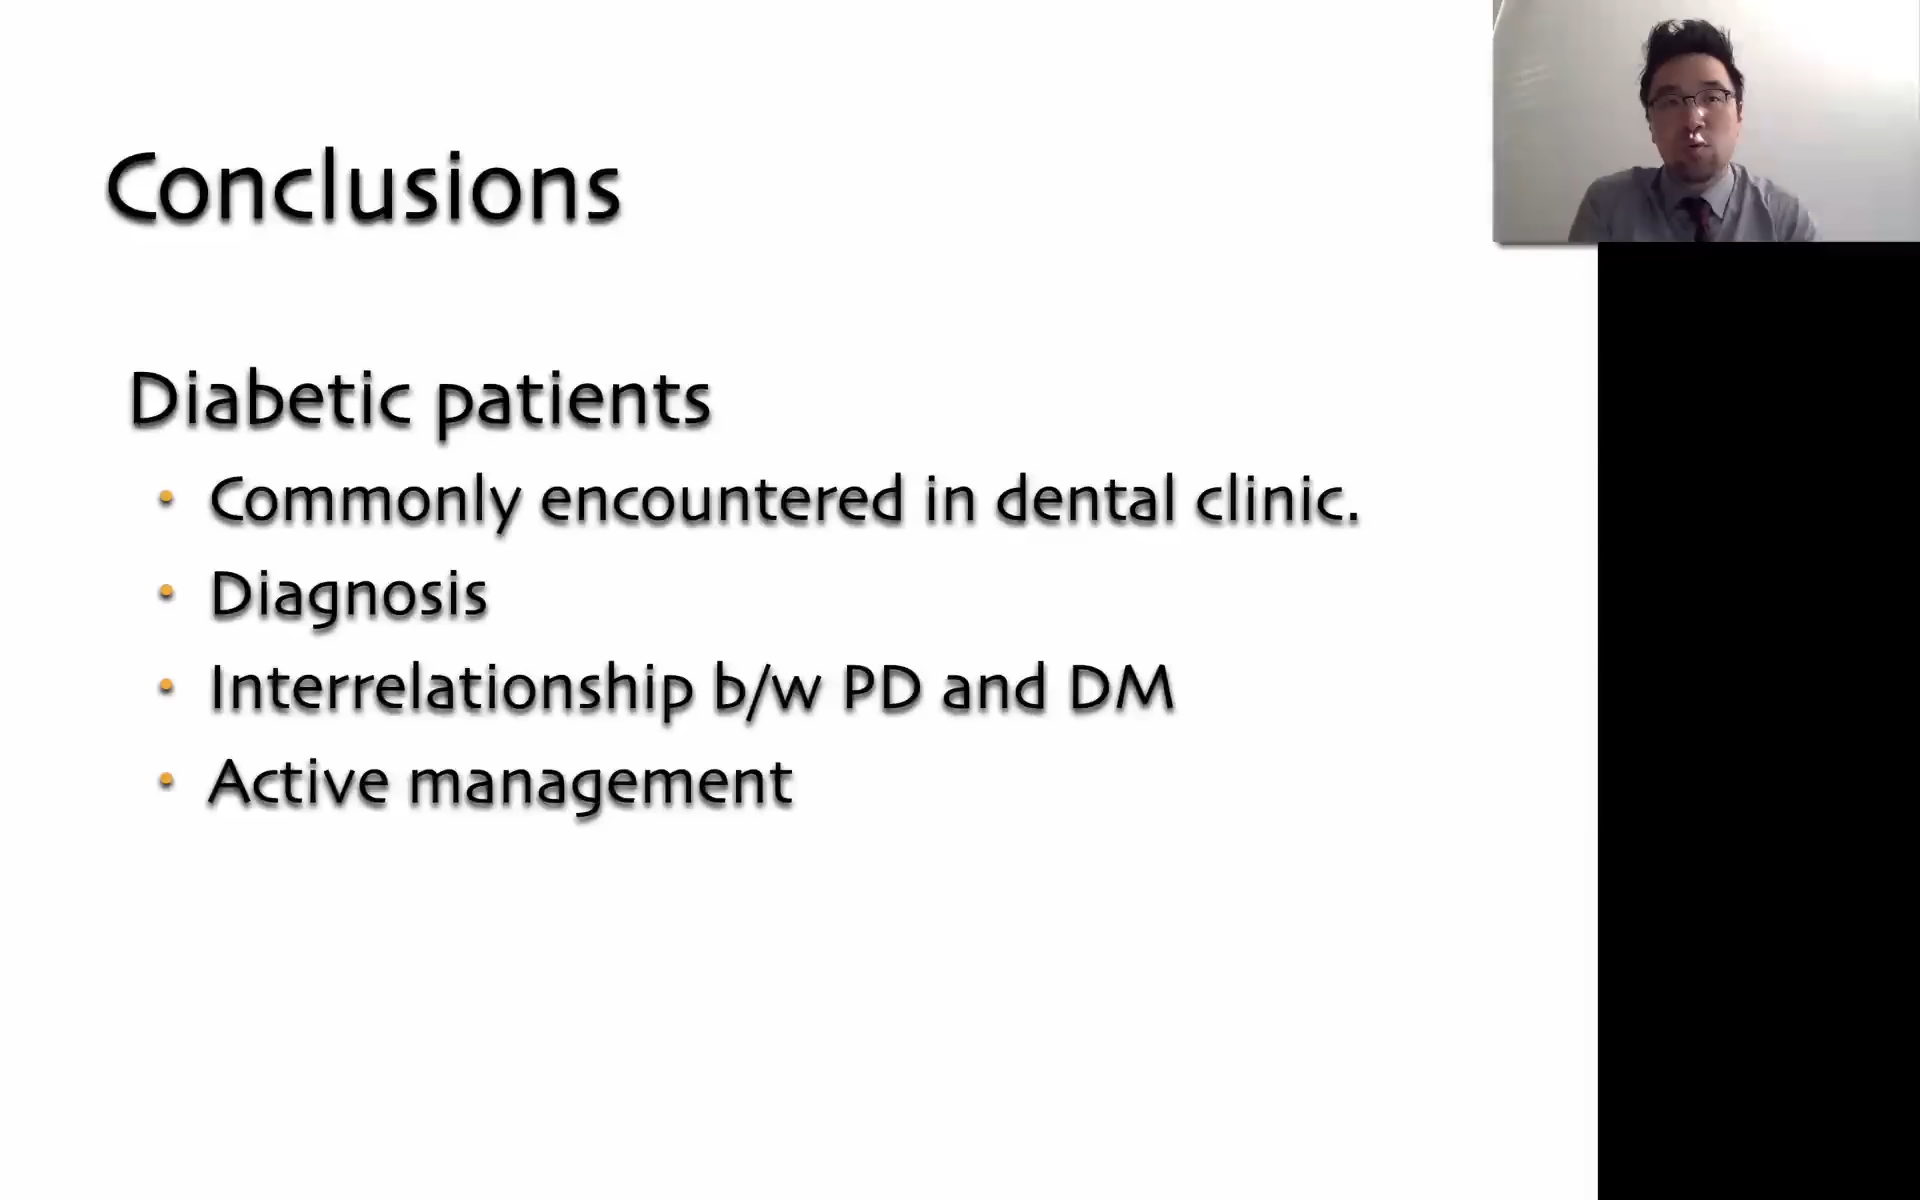 Conclusions
Diabetic patients
• Commonly encountered in dental clinic.
• Diagnosis
• Interrelationship b/w PD and DM
• Active management